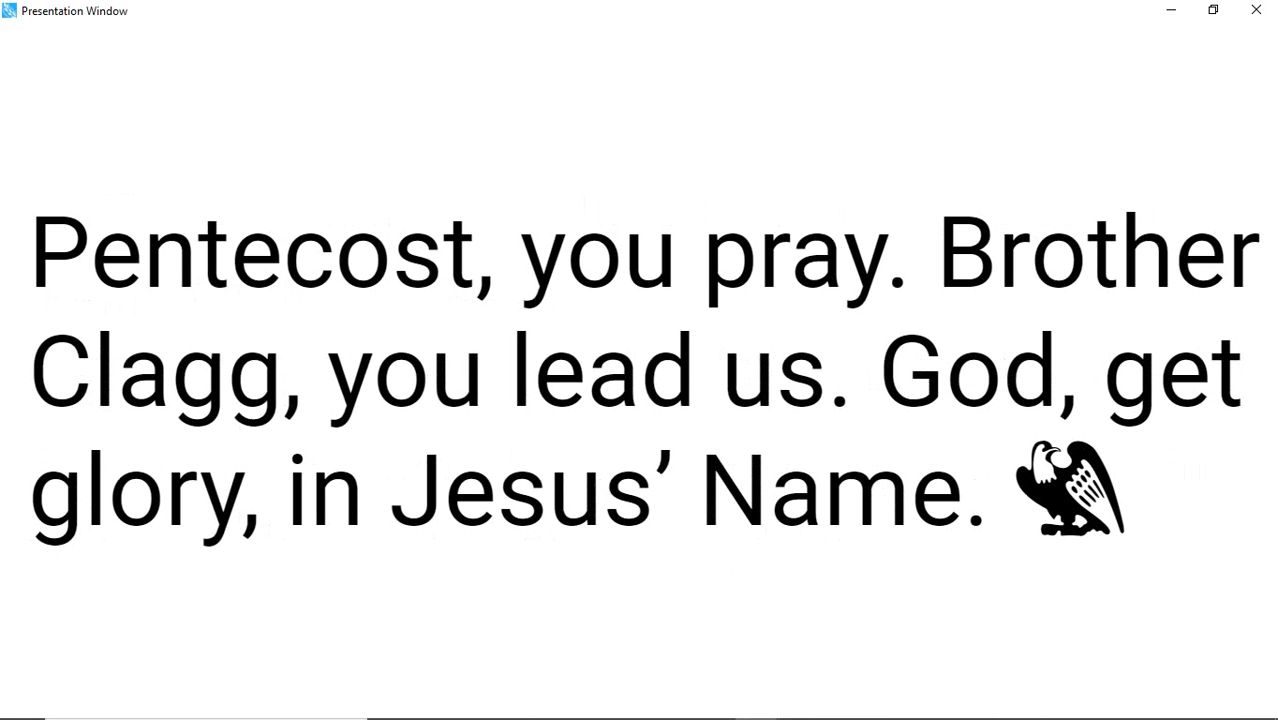 Presentation Window
Pentecost, you pray. Brother
Clagg, you lead us. God, get
glory, in Jesus’ Name.